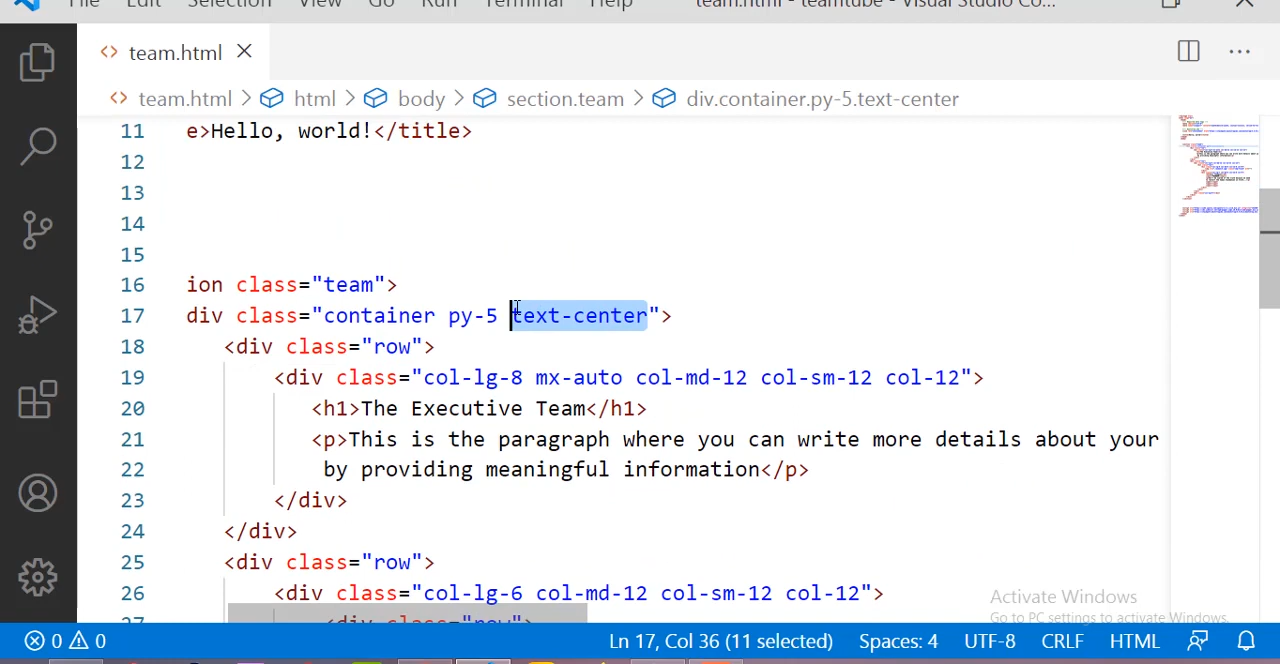 File Edit Selection View Go Run Terminal Help team.html - teamtube - Visual Studio Co...
team.html
team.html html body section.team div.container.py-5.text-center
11 e>Hello, world!</title>
12
13
14
15
16 ion class="team">
17 div class="container py-5 text-center">
18 <div class="row">
19 <div class="col-lg-8 mx-auto col-md-12 col-sm-12 col-12">
20 <h1>The Executive Team</h1>
21 <p>This is the paragraph where you can write more details about your
22 by providing meaningful information</p>
23 </div>
24 </div>
25 <div class="row">
26 <div class="col-lg-6 col-md-12 col-sm-12 col-12">
27 <div class="row">
Activate Windows
Go to PC settings to activate Windows.
0 0 Ln 17, Col 36 (11 selected) Spaces: 4 UTF-8 CRLF HTML